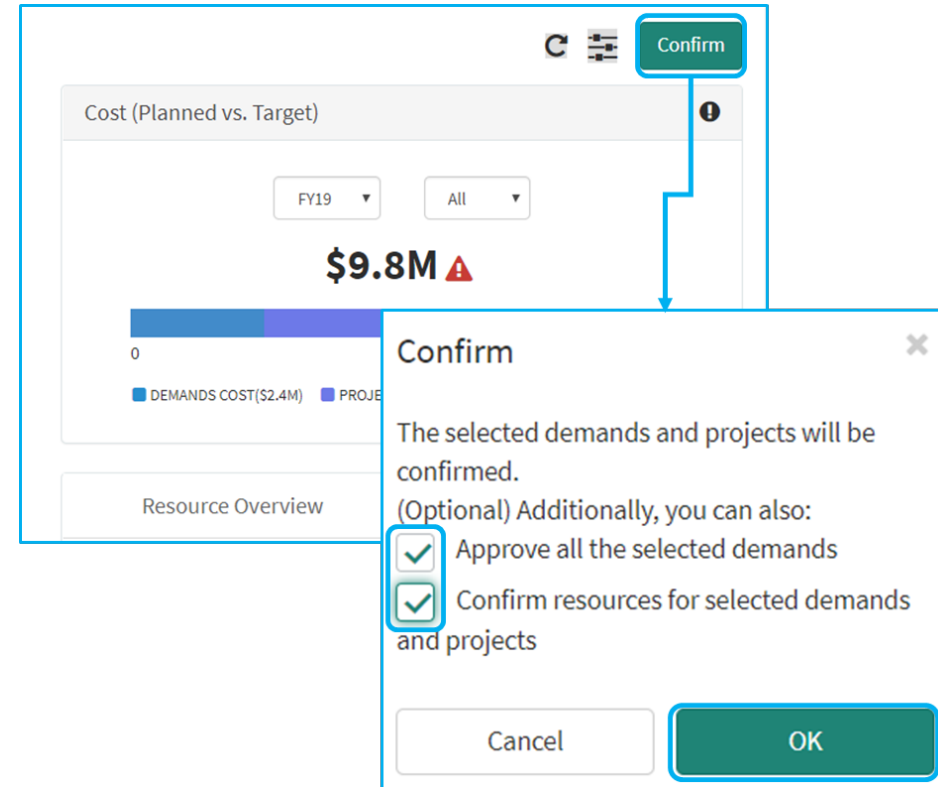 Confirm
Cost (Planned vs. Target)
FY19
All
$9.8M
0
DEMANDS COST($2.4M) PROJE
Resource Overview
Confirm
The selected demands and projects will be
confirmed.
(Optional) Additionally, you can also:
Approve all the selected demands
Confirm resources for selected demands
and projects
Cancel
OK